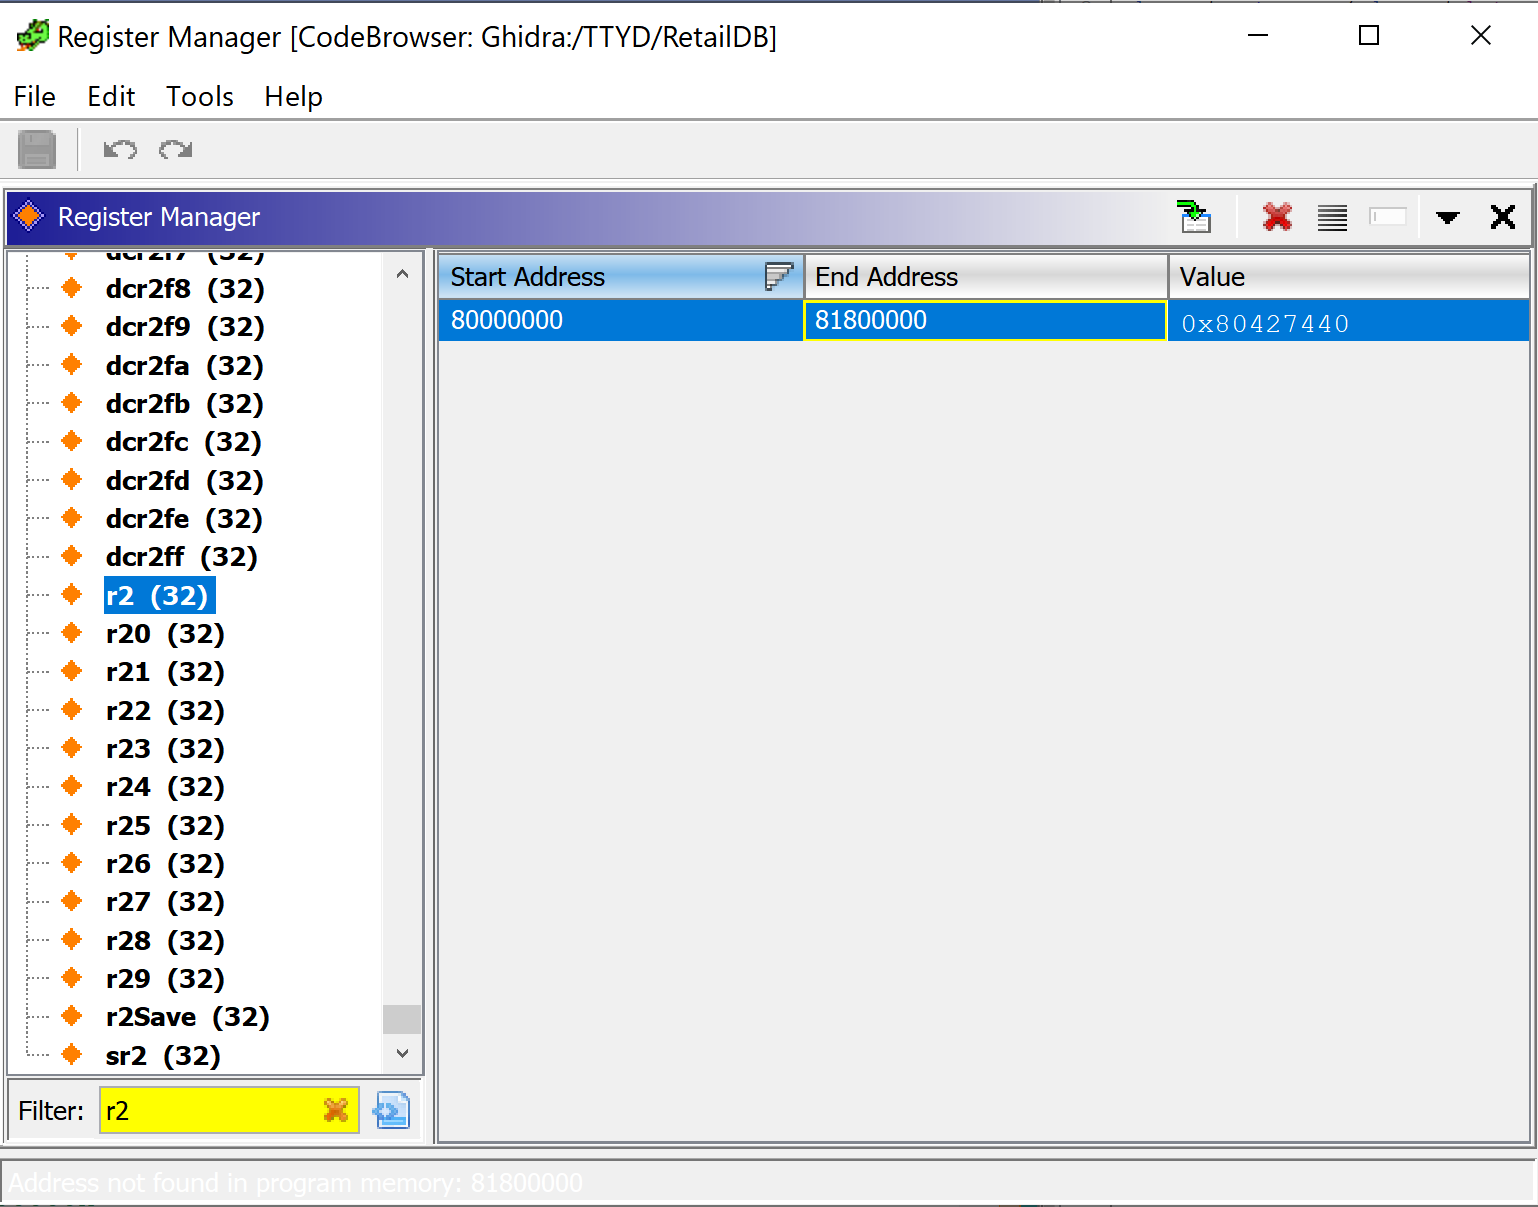 Register Manager [CodeBrowser: Ghidra:/TTYD/RetailDB]
File Edit Tools Help
Register Manager
dcr2f7 (32)
dcr2f8 (32)
dcr2f9 (32)
dcr2fa (32)
dcr2fb (32)
dcr2fc (32)
dcr2fd (32)
dcr2fe (32)
dcr2ff (32)
r2 (32)
r20 (32)
r21 (32)
r22 (32)
r23 (32)
r24 (32)
r25 (32)
r26 (32)
r27 (32)
r28 (32)
r29 (32)
r2Save (32)
sr2 (32)
Filter: r2
Start Address End Address Value
80000000 81800000 0x80427440
Address not found in program memory: 81800000